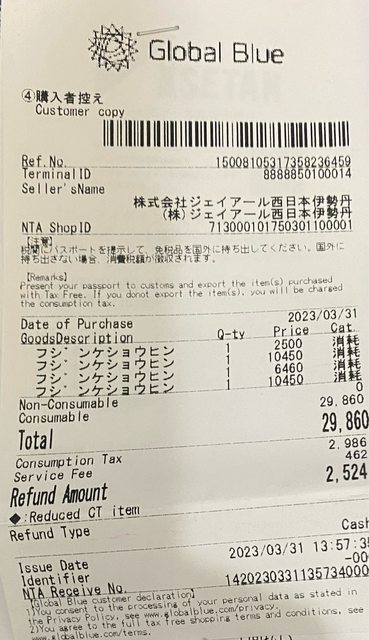 Global Blue
④購入者控え
Customer copy
Ref.No. 15008105317358236459
TerminalID 8888850100014
Seller'sName
株式会社ジェイアール西日本伊勢丹
(株)ジェイアール西日本伊勢丹
NTA ShopID 713000101750301100001
【注意】
税関にパスポートを提示して、免税品を国外に持ち出してください。国外に
持ち出さない場合、消費税額が徴収されます。
[Remarks]
Present your passport to customs and export the item(s) purchased
with Tax Free. If you donot export the item(s), you will be charged
the consumption tax.
Date of Purchase 2023/03/31
GoodsDescription Q-ty Price Cat.
フジンケショウヒン 1 2500 消耗
フジンケショウヒン 1 10450 消耗
フジンケショウヒン 1 6460 消耗
フジンケショウヒン 1 10450 消耗
Non-Consumable 0
Consumable 29,860
Total 29,860
Consumption Tax 2,986
Service Fee 462
Refund Amount 2,524
◆:Reduced CT item
Refund Type Cash
Issue Date 2023/03/31 13:57:35
Identifier
NTA Receive No. 1420230331135734000
[Global Blue customer declaration]
1)You consent to the processing of your personal data as stated in
the Privacy Policy, see www.globalblue.com/privacy.
2)You agree to the full tax free shopping terms and conditions, see
www.globalblue.com/terms.